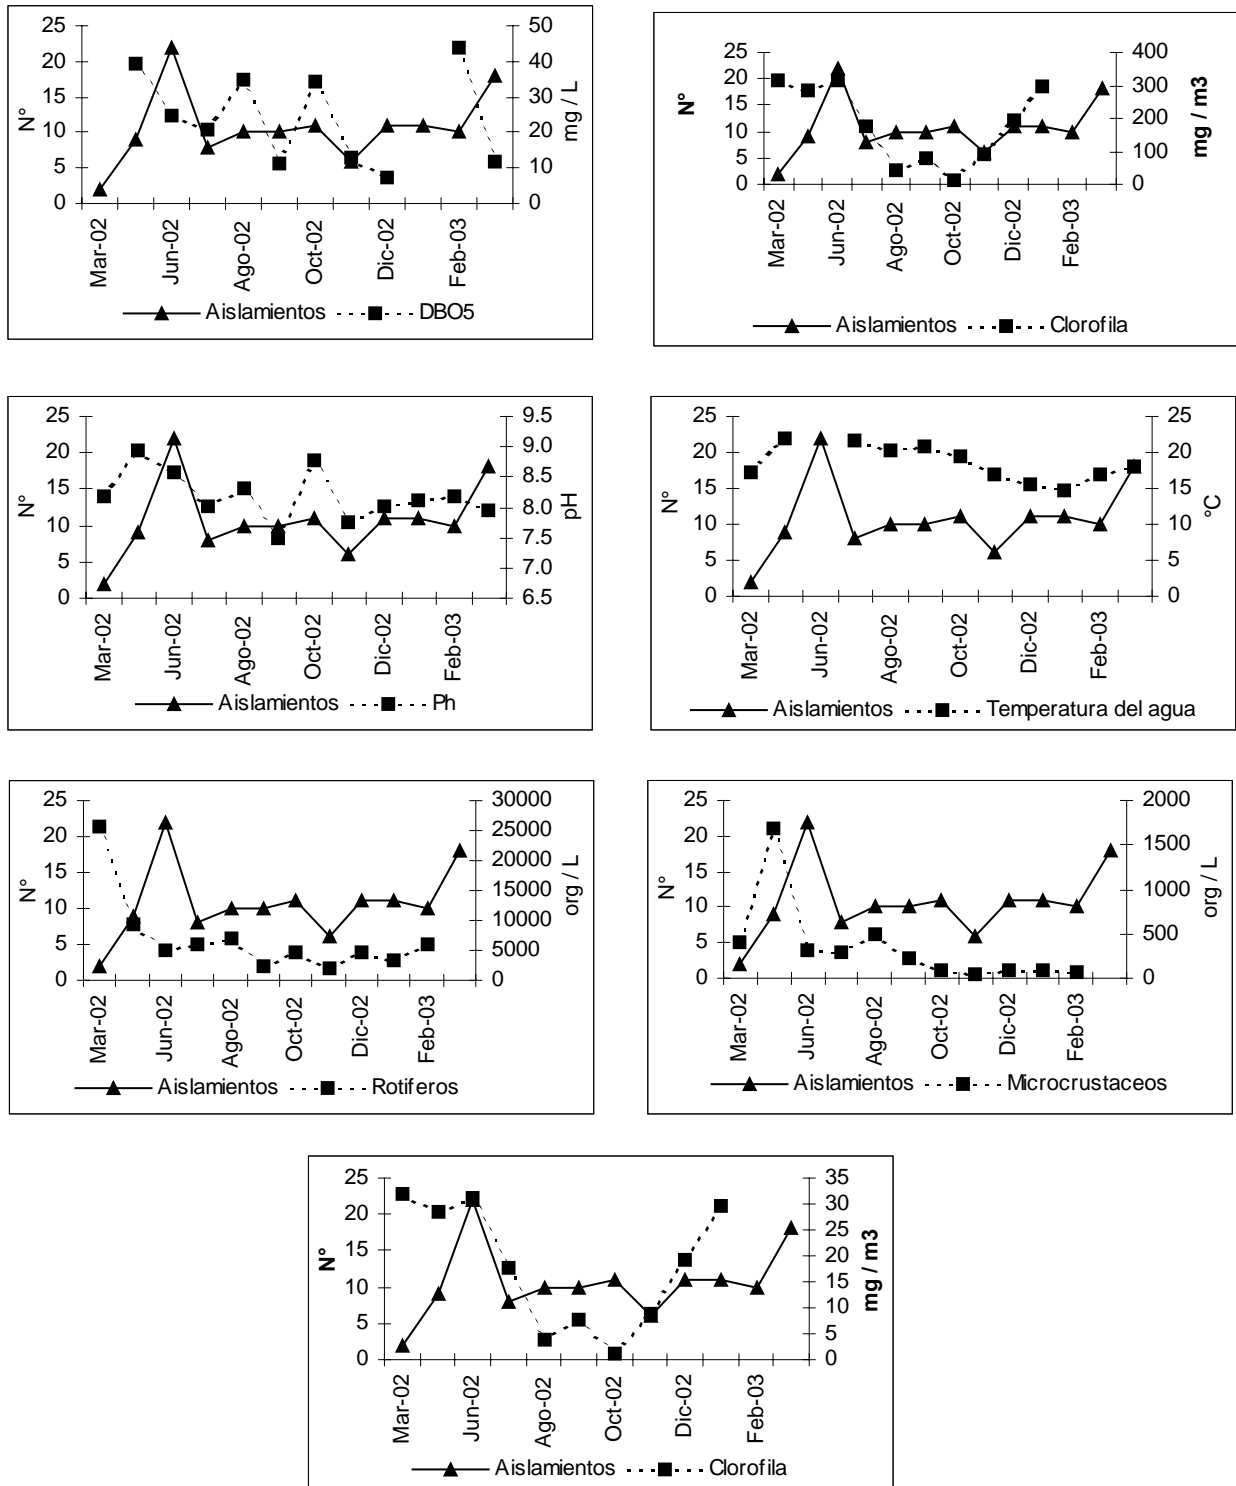 25
20
15
10
5
0
N°
50
40
30
20
10
0
mg / L
Mar-02
Jun-02
Ago-02
Oct-02
Dic-02
Feb-03
Aislamientos DBO5
25
20
15
10
5
0
N°
400
300
200
100
0
mg / m3
Mar-02
Jun-02
Ago-02
Oct-02
Dic-02
Feb-03
Aislamientos Clorofila
25
20
15
10
5
0
N°
9.5
9.0
8.5
8.0
7.5
7.0
6.5
pH
Mar-02
Jun-02
Ago-02
Oct-02
Dic-02
Feb-03
Aislamientos Ph
25
20
15
10
5
0
N°
25
20
15
10
5
0
°C
Mar-02
Jun-02
Ago-02
Oct-02
Dic-02
Feb-03
Aislamientos Temperatura del agua
25
20
15
10
5
0
N°
30000
25000
20000
15000
10000
5000
0
org / L
Mar-02
Jun-02
Ago-02
Oct-02
Dic-02
Feb-03
Aislamientos Rotiferos
25
20
15
10
5
0
N°
2000
1500
1000
500
0
org / L
Mar-02
Jun-02
Ago-02
Oct-02
Dic-02
Feb-03
Aislamientos Microcrustaceos
25
20
15
10
5
0
N°
35
30
25
20
15
10
5
0
mg / m3
Mar-02
Jun-02
Ago-02
Oct-02
Dic-02
Feb-03
Aislamientos Clorofila